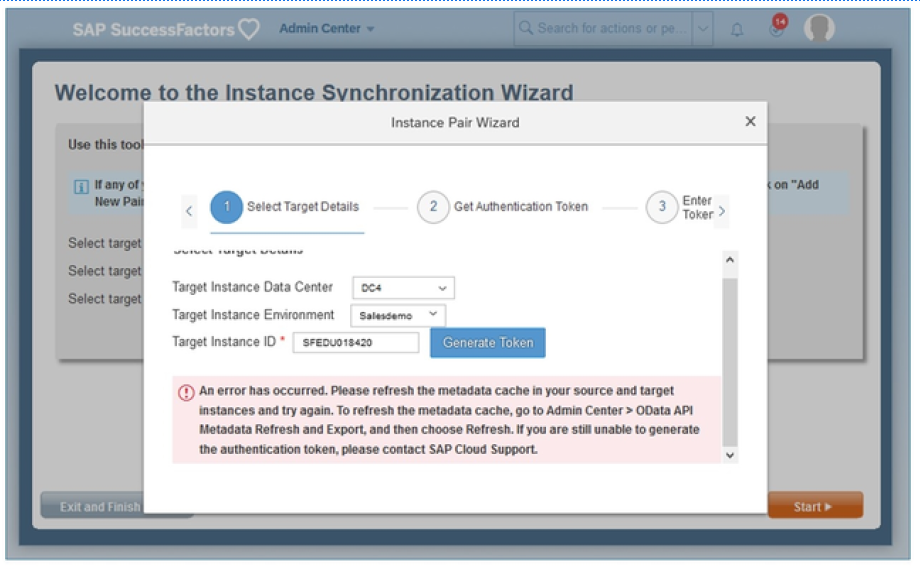 SAP SuccessFactors
Admin Center
Search for actions or pe...
14
Welcome to the Instance Synchronization Wizard
Instance Pair Wizard
Use this tool
If any of
k on "Add
New Pair
1 Select Target Details
2 Get Authentication Token
3 Enter
Token
Select target
Select target
Select target
Select Target Details
Target Instance Data Center DC4
Target Instance Environment Salesdemo
Target Instance ID * SFEDU018420 Generate Token
An error has occurred. Please refresh the metadata cache in your source and target
instances and try again. To refresh the metadata cache, go to Admin Center > OData API
Metadata Refresh and Export, and then choose Refresh. If you are still unable to generate
the authentication token, please contact SAP Cloud Support.
Exit and Finish
Start